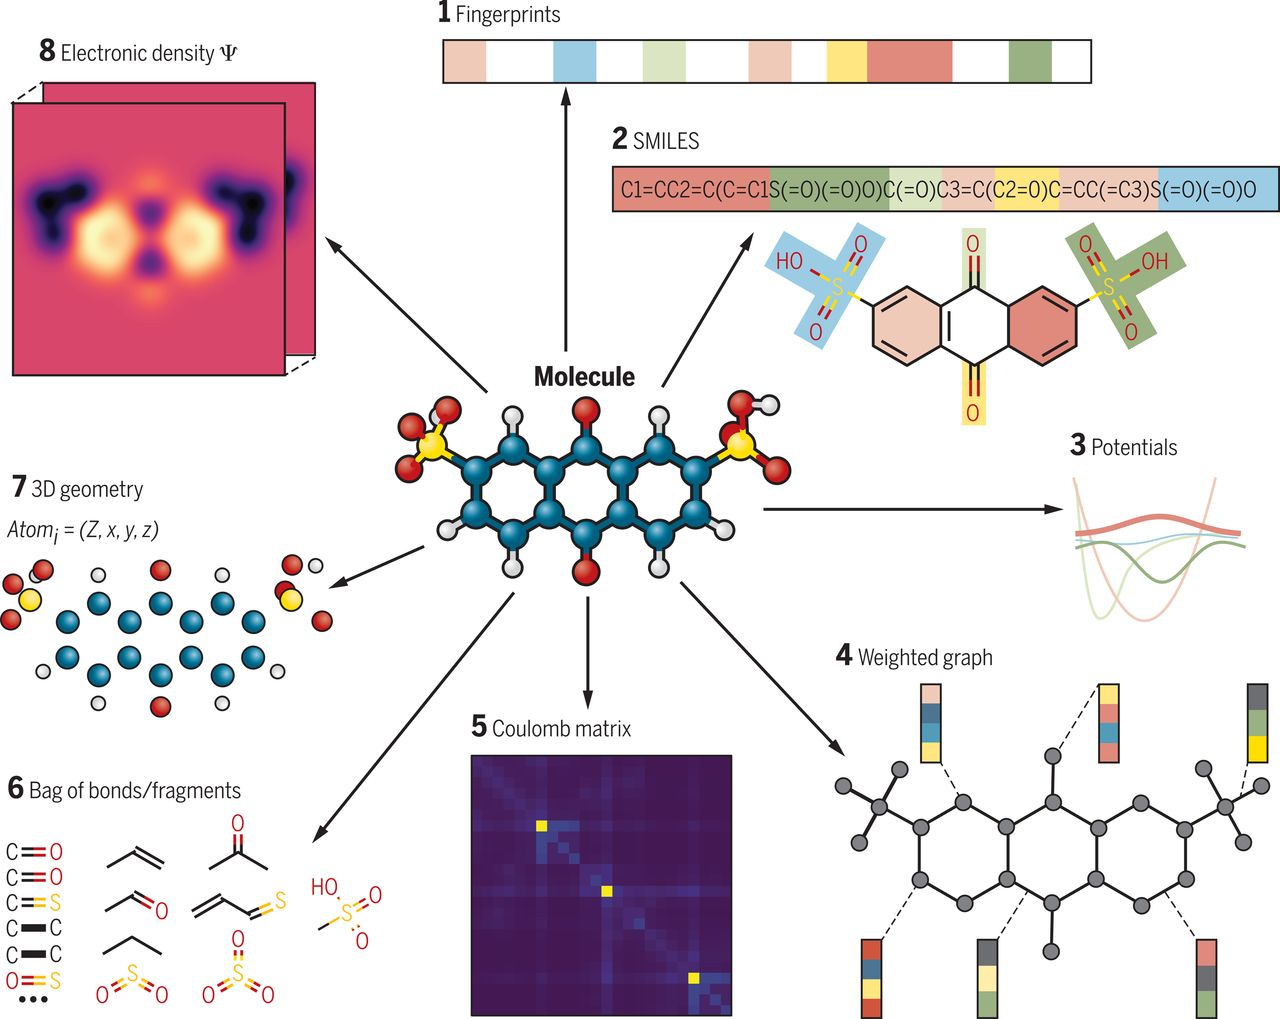 1 Fingerprints
8 Electronic density Ψ
2 SMILES
C1=CC2=C(C=C1S(=O)(=O)O)C(=O)C3=C(C2=O)C=CC(=C3)S(=O)(=O)O
O O O O
HO S S OH
O O
O
Molecule
3 Potentials
7 3D geometry
Atomi = (Z, x, y, z)
4 Weighted graph
5 Coulomb matrix
6 Bag of bonds/fragments
O
C O
C O
HO O
C S O S S
C C O
O
C C
O S S S
O O O O
•••